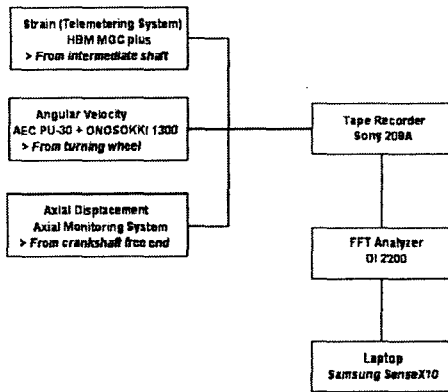 Strain (Telemetering System)
HBM MGC plus
> From intermediate shaft
Angular Velocity
AEC PU-30 + ONOSOKKI 1300
> From turning wheel
Axial Displacement
Axial Monitoring System
> From crankshaft free end
Tape Recorder
Sony 208A
FFT Analyzer
DI 2200
Laptop
Samsung SenseX10